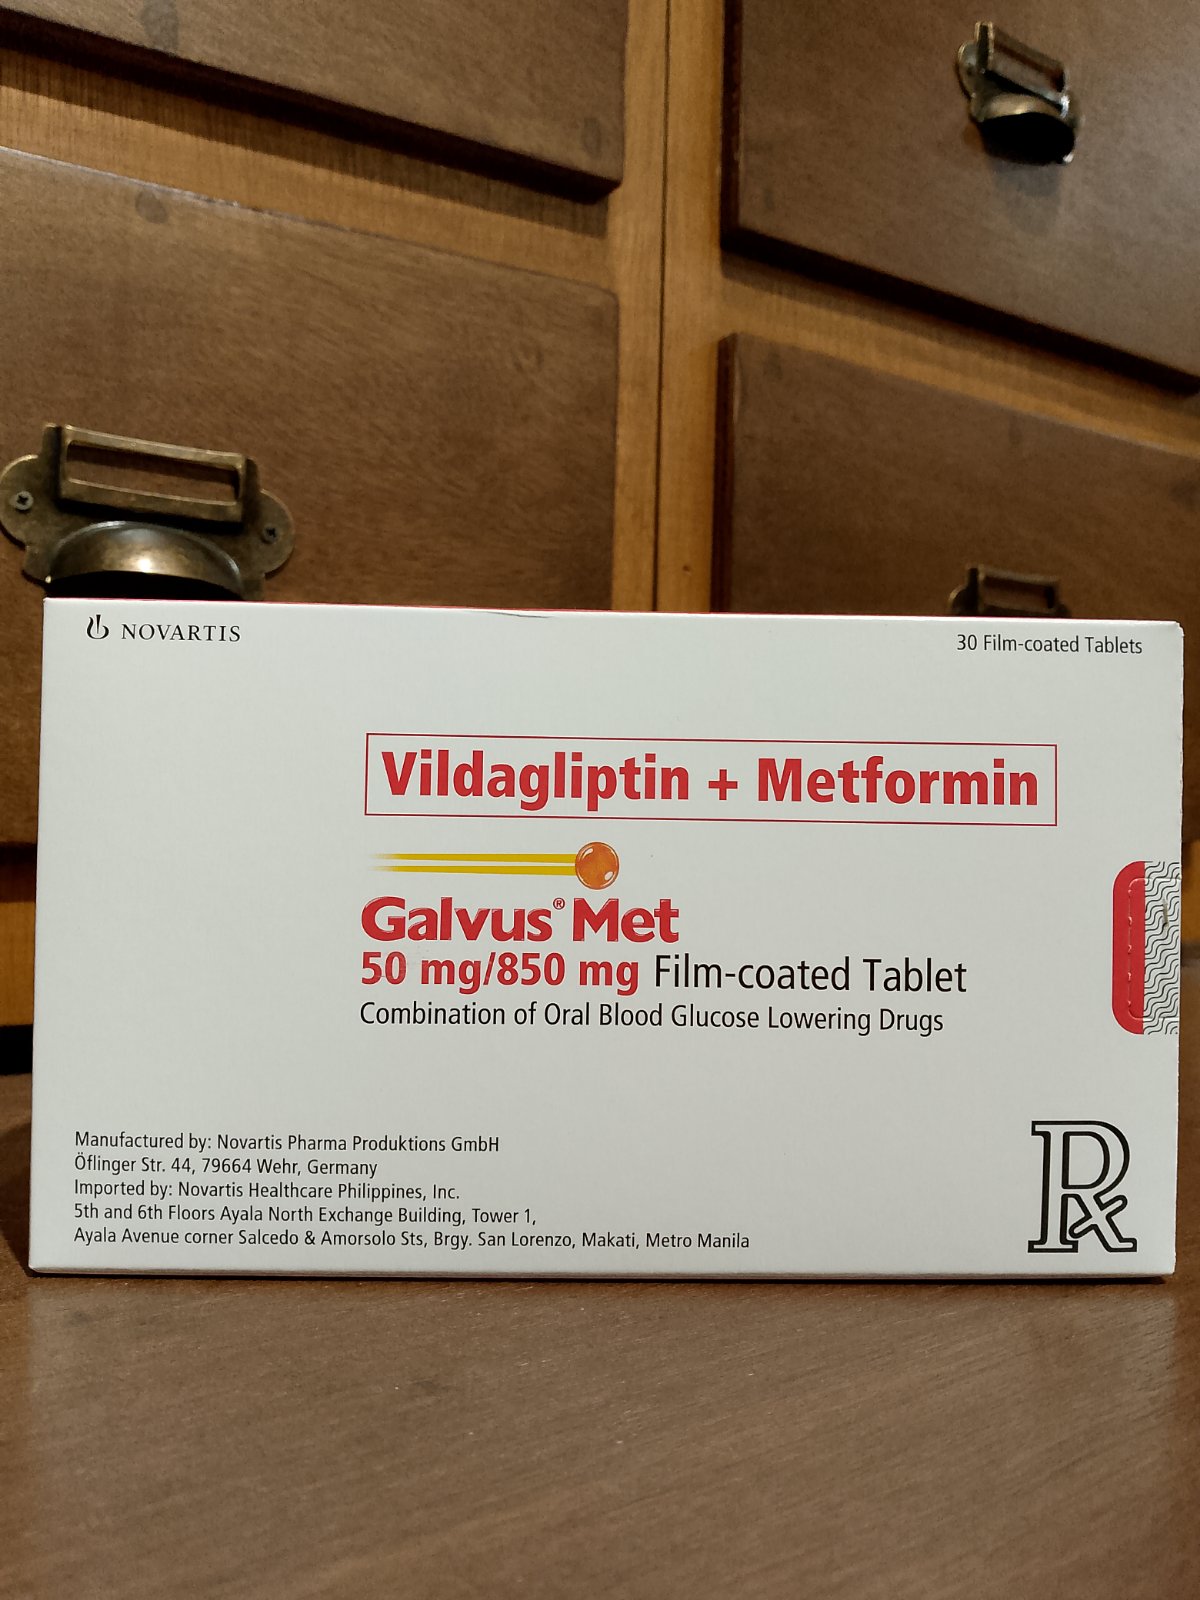 NOVARTIS
30 Film-coated Tablets
Vildagliptin + Metformin
Galvus® Met
50 mg/850 mg Film-coated Tablet
Combination of Oral Blood Glucose Lowering Drugs
Manufactured by: Novartis Pharma Produktions GmbH
Öflinger Str. 44, 79664 Wehr, Germany
Imported by: Novartis Healthcare Philippines, Inc.
5th and 6th Floors Ayala North Exchange Building, Tower 1,
Ayala Avenue corner Salcedo & Amorsolo Sts, Brgy. San Lorenzo, Makati, Metro Manila
Rx